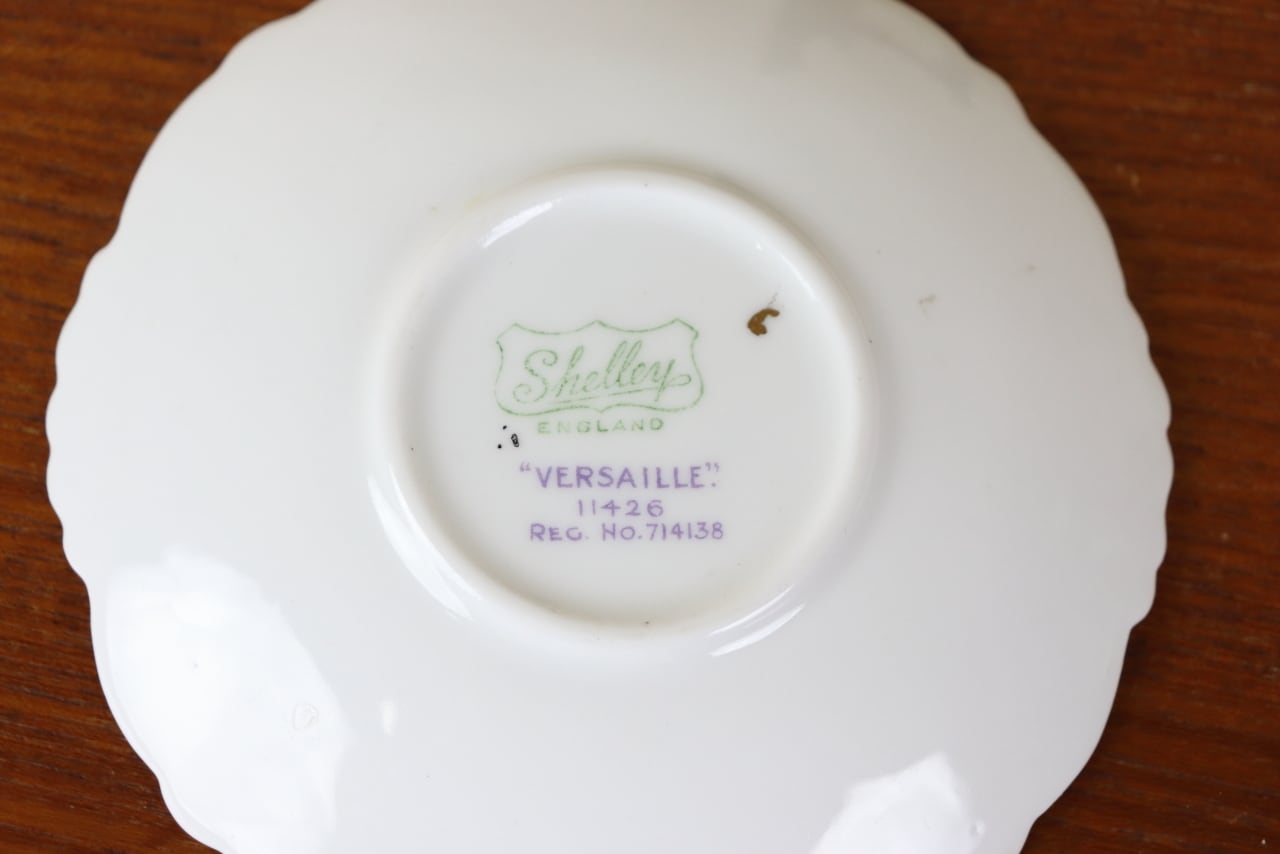 Shelley
ENGLAND
"VERSAILLE".
11426
REG. NO. 714138